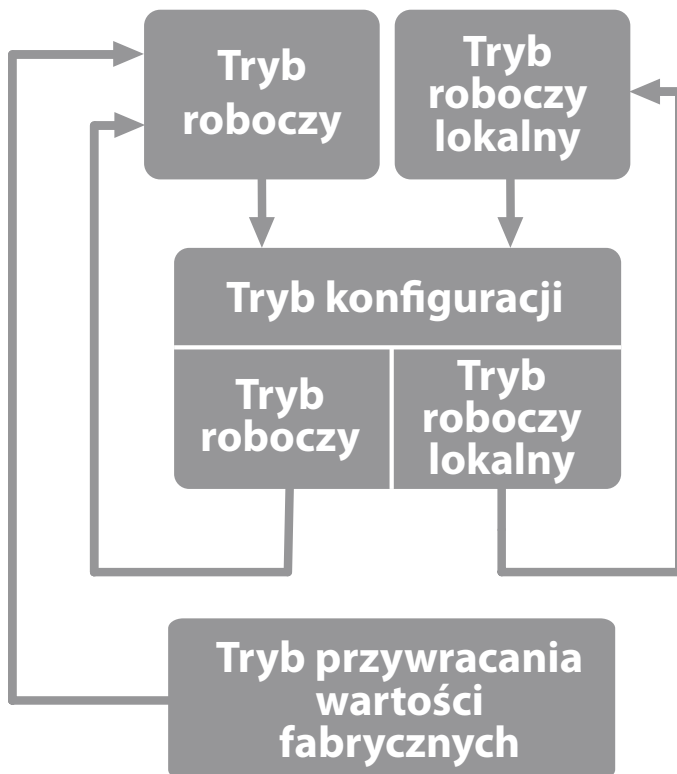 Tryb
roboczy
Tryb
roboczy
lokalny
Tryb konfiguracji
Tryb
roboczy
Tryb
roboczy
lokalny
Tryb przywracania
wartości
fabrycznych